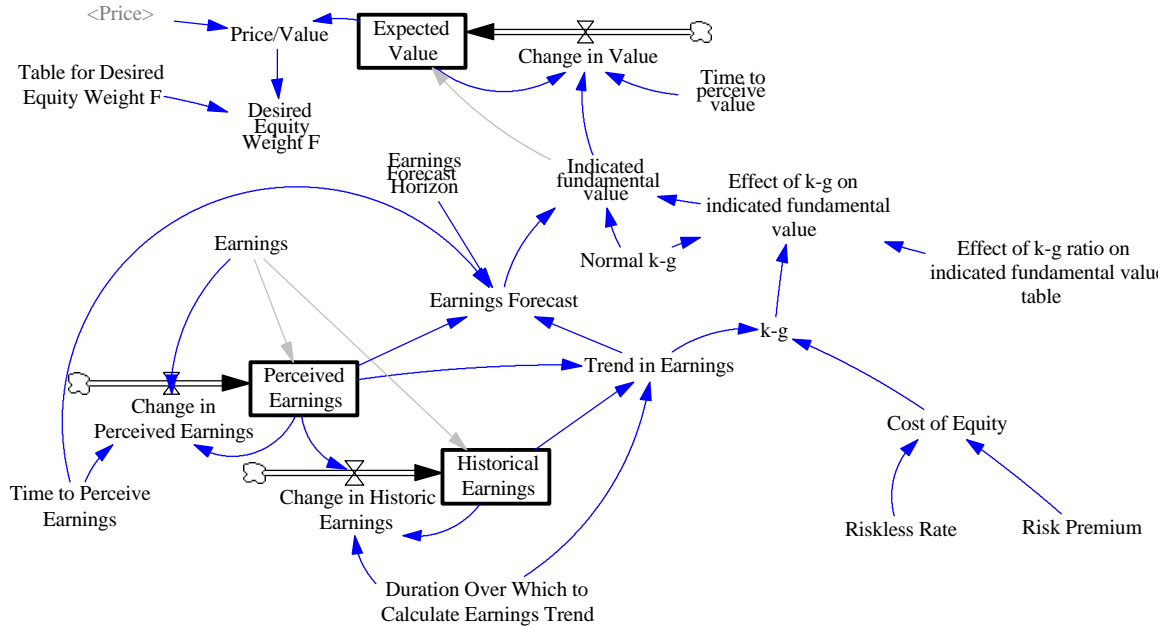 <Price>
Price/Value
Expected
Value
Change in Value
Table for Desired
Equity Weight F
Time to
perceive
value
Desired
Equity
Weight F
Earnings
Forecast
Horizon
Indicated
fundamental
value
Effect of k-g on
indicated fundamental
value
Earnings
Normal k-g
Effect of k-g ratio on
indicated fundamental value
table
Earnings Forecast
k-g
Trend in Earnings
Perceived
Earnings
Change in
Perceived Earnings
Cost of Equity
Historical
Earnings
Time to Perceive
Earnings
Change in Historic
Earnings
Riskless Rate
Risk Premium
Duration Over Which to
Calculate Earnings Trend